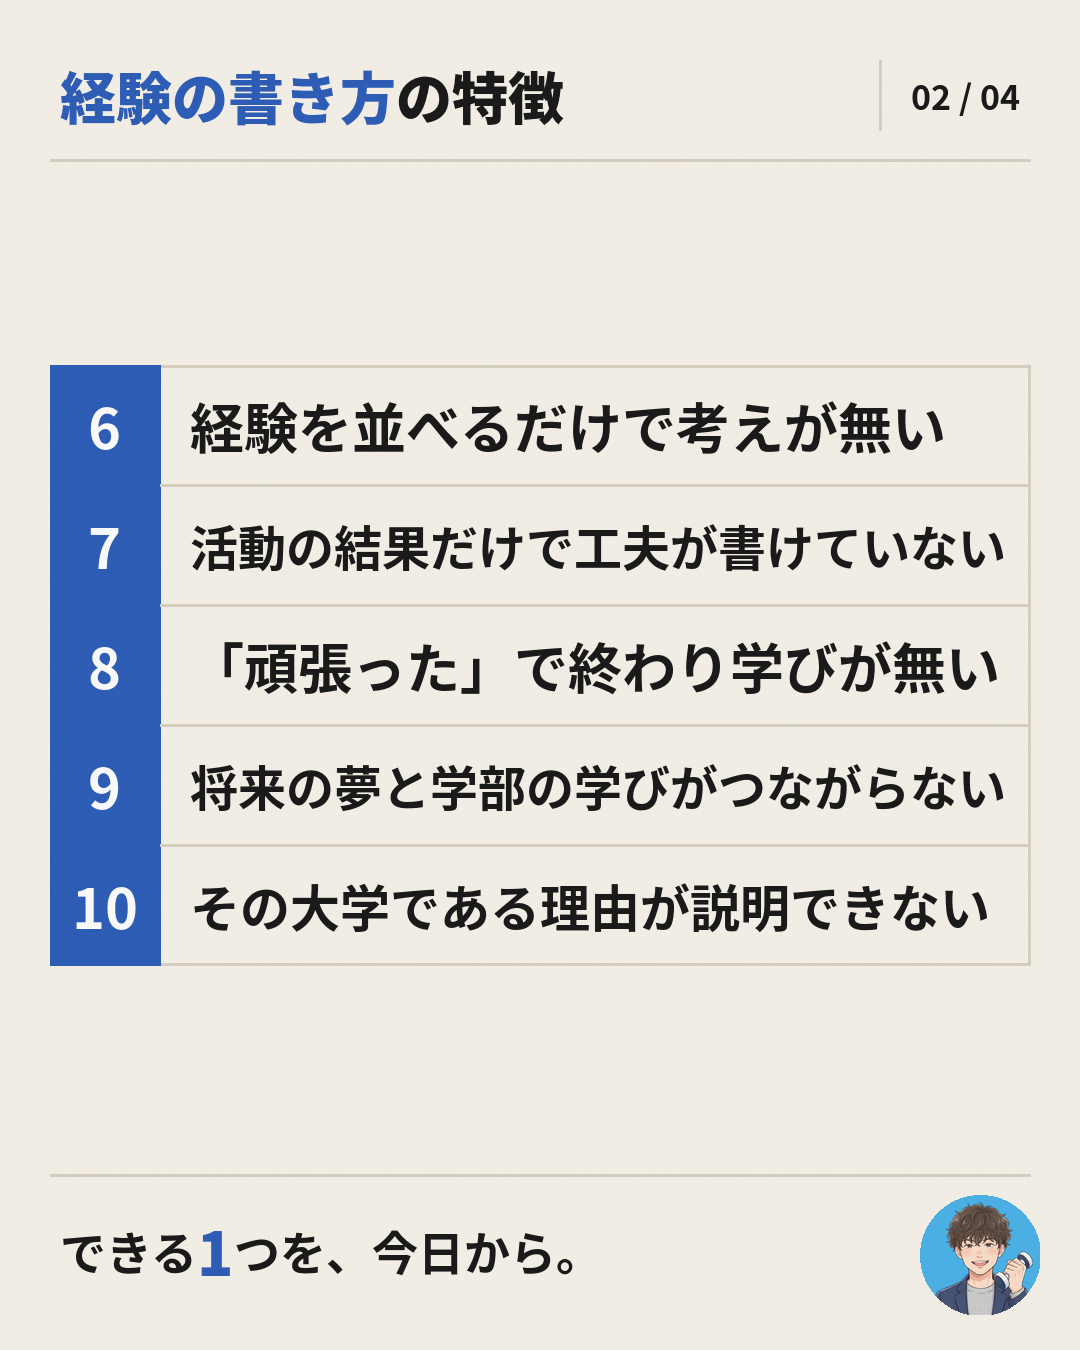 経験の書き方の特徴
02 / 04
6 経験を並べるだけで考えが無い
7 活動の結果だけで工夫が書けていない
8 「頑張った」で終わり学びが無い
9 将来の夢と学部の学びがつながらない
10 その大学である理由が説明できない
できる1つを、今日から。